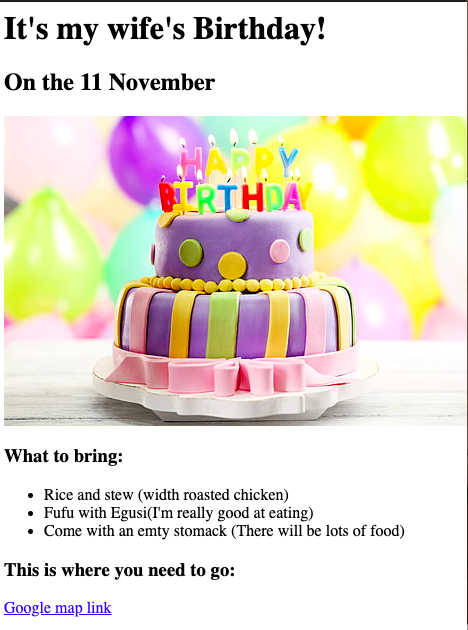 It's my wife's Birthday!
On the 11 November
HAPPY
BIRTHDAY
What to bring:
Rice and stew (width roasted chicken)
Fufu with Egusi(I'm really good at eating)
Come with an emty stomack (There will be lots of food)
This is where you need to go:
Google map link